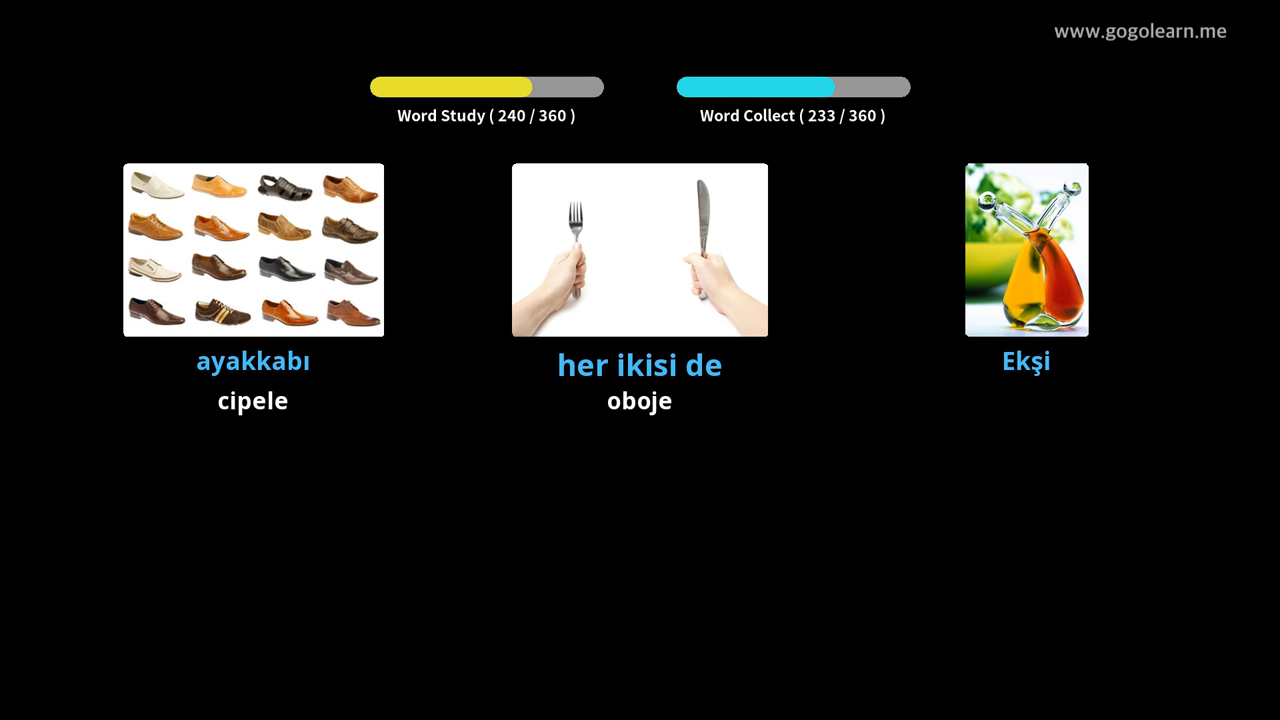 www.gogolearn.me
Word Study ( 240 / 360 )
Word Collect ( 233 / 360 )
ayakkabı
her ikisi de
Ekşi
cipele
oboje